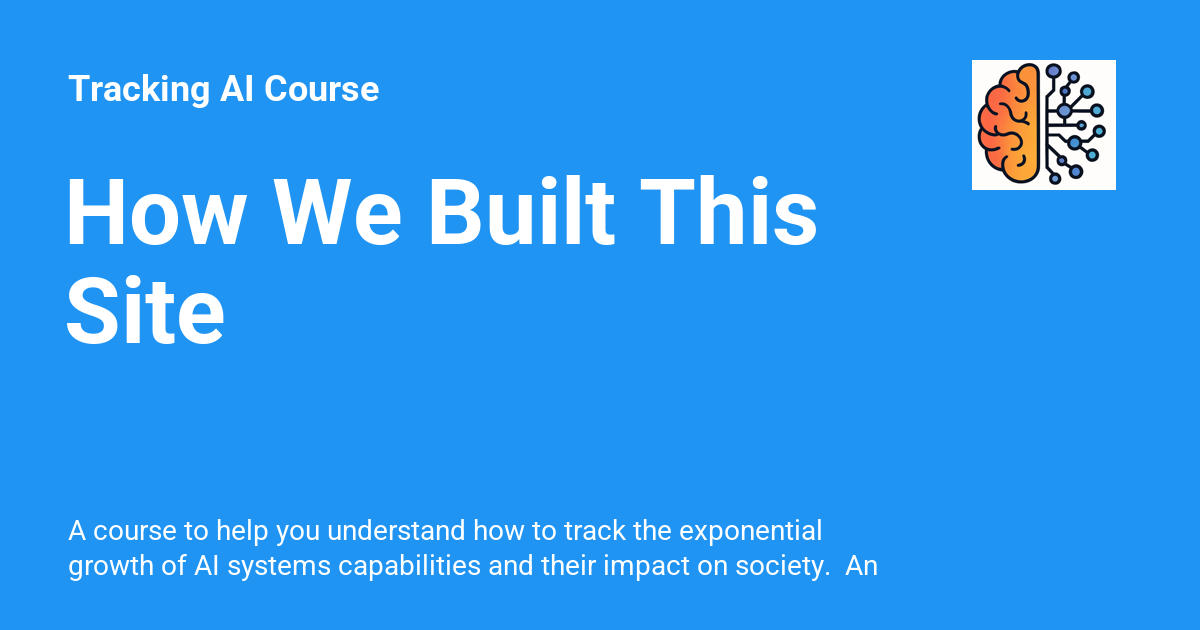 Tracking AI Course
How We Built This
Site
A course to help you understand how to track the exponential
growth of AI systems capabilities and their impact on society.  An